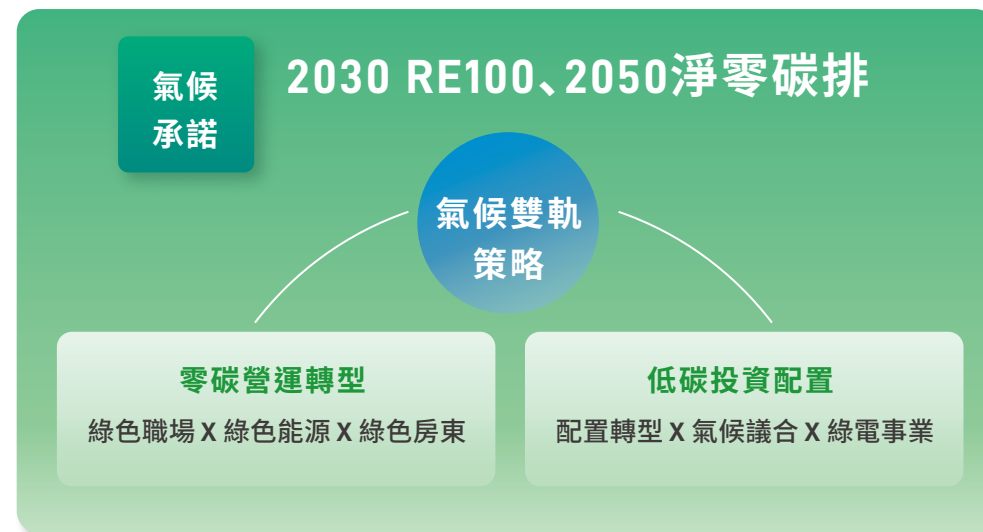 氣候
承諾
2030 RE100、2050淨零碳排
氣候雙軌
策略
零碳營運轉型
綠色職場 X 綠色能源 X 綠色房東
低碳投資配置
配置轉型 X 氣候議合 X 綠電事業